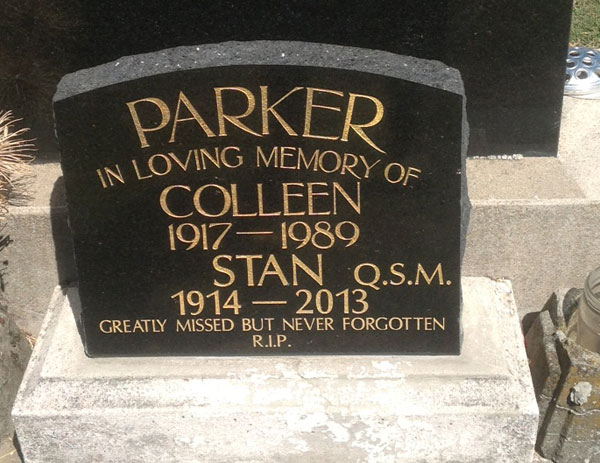 PARKER
IN LOVING MEMORY OF
COLLEEN
1917 — 1989
STAN Q.S.M.
1914 — 2013
GREATLY MISSED BUT NEVER FORGOTTEN
R.I.P.